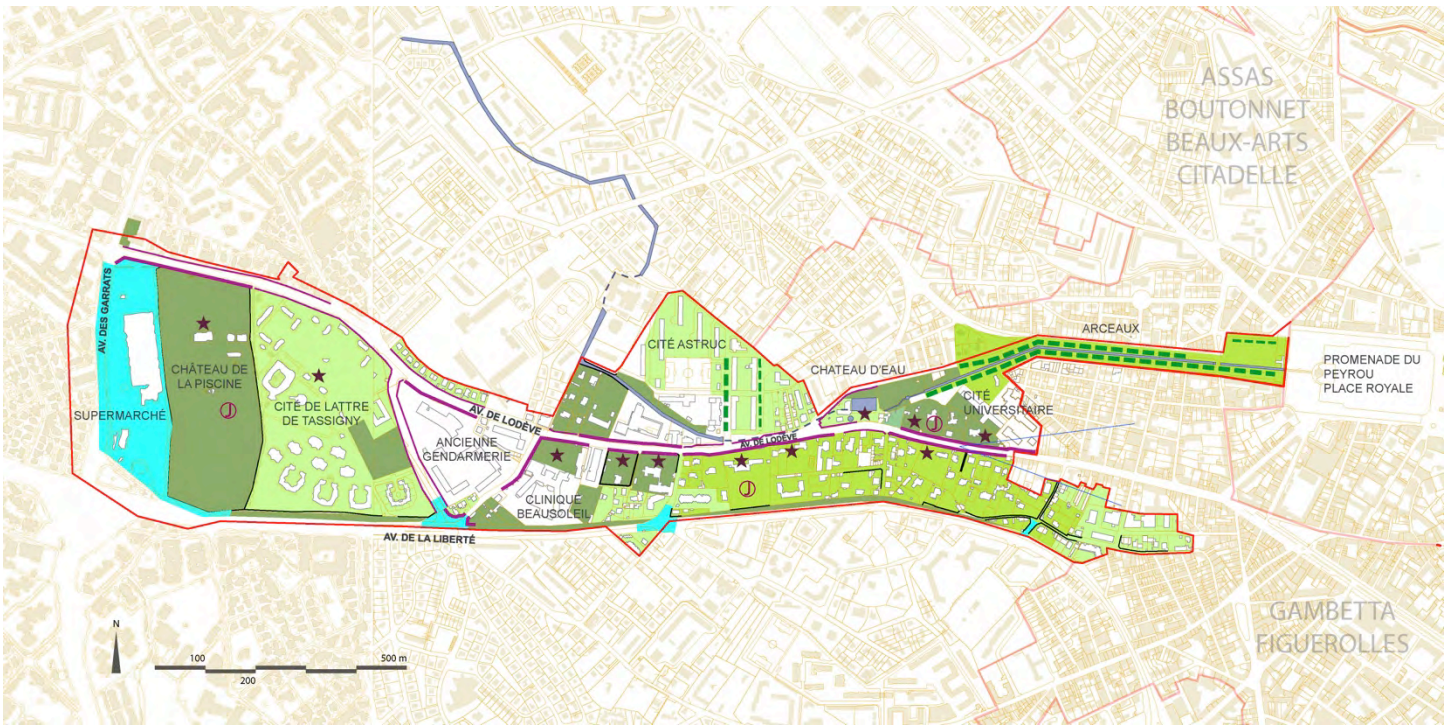 ASSAS
BOUTONNET
BEAUX-ARTS
CITADELLE
AV. DES GARRATS
CITÉ ASTRUC
ARCEAUX
CHATEAU D'EAU
PROMENADE DU
PEYROU
PLACE ROYALE
CHÂTEAU DE
LA PISCINE
CITÉ
UNIVERSITAIRE
SUPERMARCHÉ
CITÉ DE LATTRE
DE TASSIGNY
AV. DE LODÈVE
AV. DE LODÈVE
ANCIENNE
GENDARMERIE
J
J
J
CLINIQUE
BEAUSOLEIL
AV. DE LA LIBERTÉ
GAMBETTA
FIGUEROLLES
N
100
500 m
200